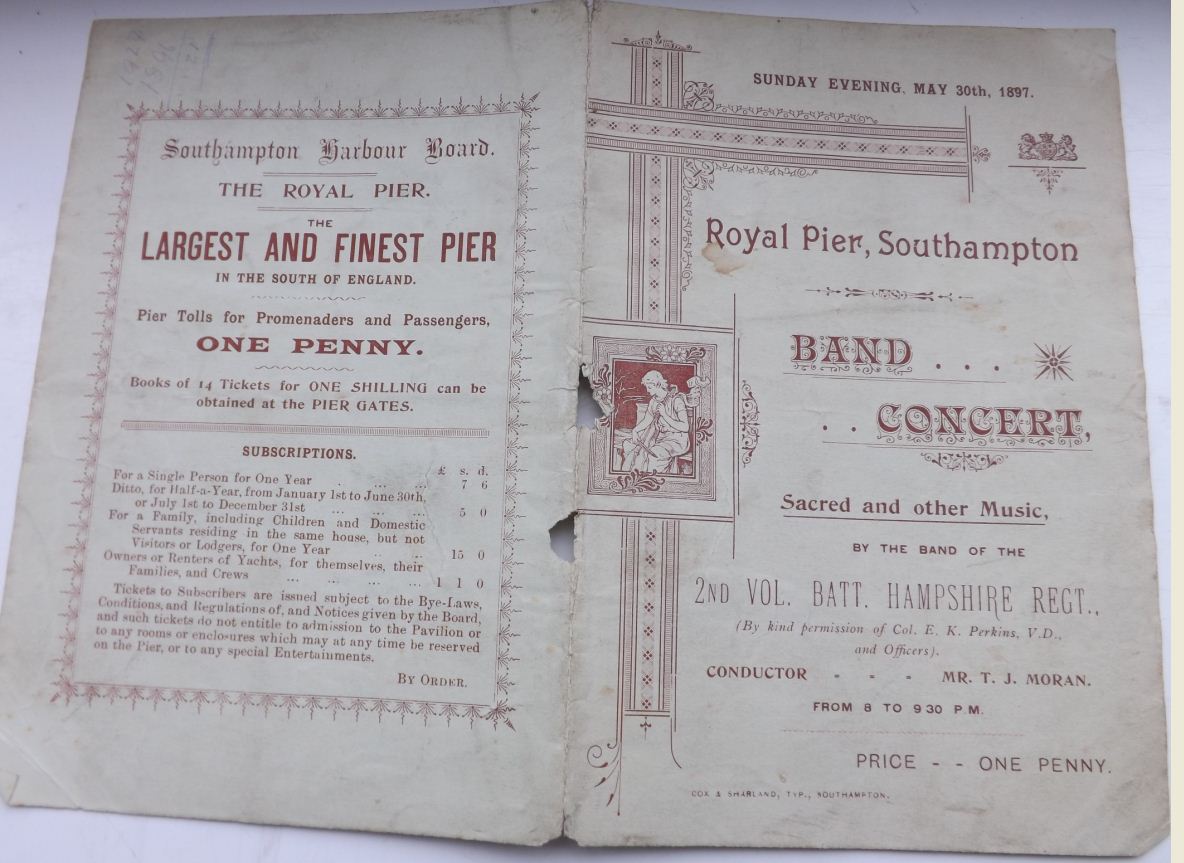 Southampton Harbour Board.
THE ROYAL PIER.
THE
LARGEST AND FINEST PIER
IN THE SOUTH OF ENGLAND.
Pier Tolls for Promenaders and Passengers,
ONE PENNY.
Books of 14 Tickets for ONE SHILLING can be
obtained at the PIER GATES.
SUBSCRIPTIONS.
£ s. d.
For a Single Person for One Year . ... ... 7 6
Ditto, for Half-a-Year, from January 1st to June 30th,
or July 1st to December 31st ... ... ... 5 0
For a Family, including Children and Domestic
Servants residing in the same house, but not
Visitors or Lodgers, for One Year .. .. 15 0
Owners or Renters of Yachts, for themselves, their
Families, and Crews ... ... ... ... 1 1 0
Tickets to Subscribers are issued subject to the Bye-Laws,
Conditions, and Regulations of, and Notices given by the Board,
and such tickets do not entitle to admission to the Pavilion or
to any rooms or enclosures which may at any time be reserved
on the Pier, or to any special Entertainments.
BY ORDER.
SUNDAY EVENING, MAY 30th, 1897.
Royal Pier, Southampton
BAND . . .
. . CONCERT,
Sacred and other Music,
BY THE BAND OF THE
2ND VOL. BATT. HAMPSHIRE REGT.,
(By kind permission of Col. E. K. Perkins, V.D.,
and Officers).
CONDUCTOR - - - MR. T. J. MORAN.
FROM 8 TO 9 30 P.M.
PRICE - - ONE PENNY.
COX & SHARLAND, TYP., SOUTHAMPTON.